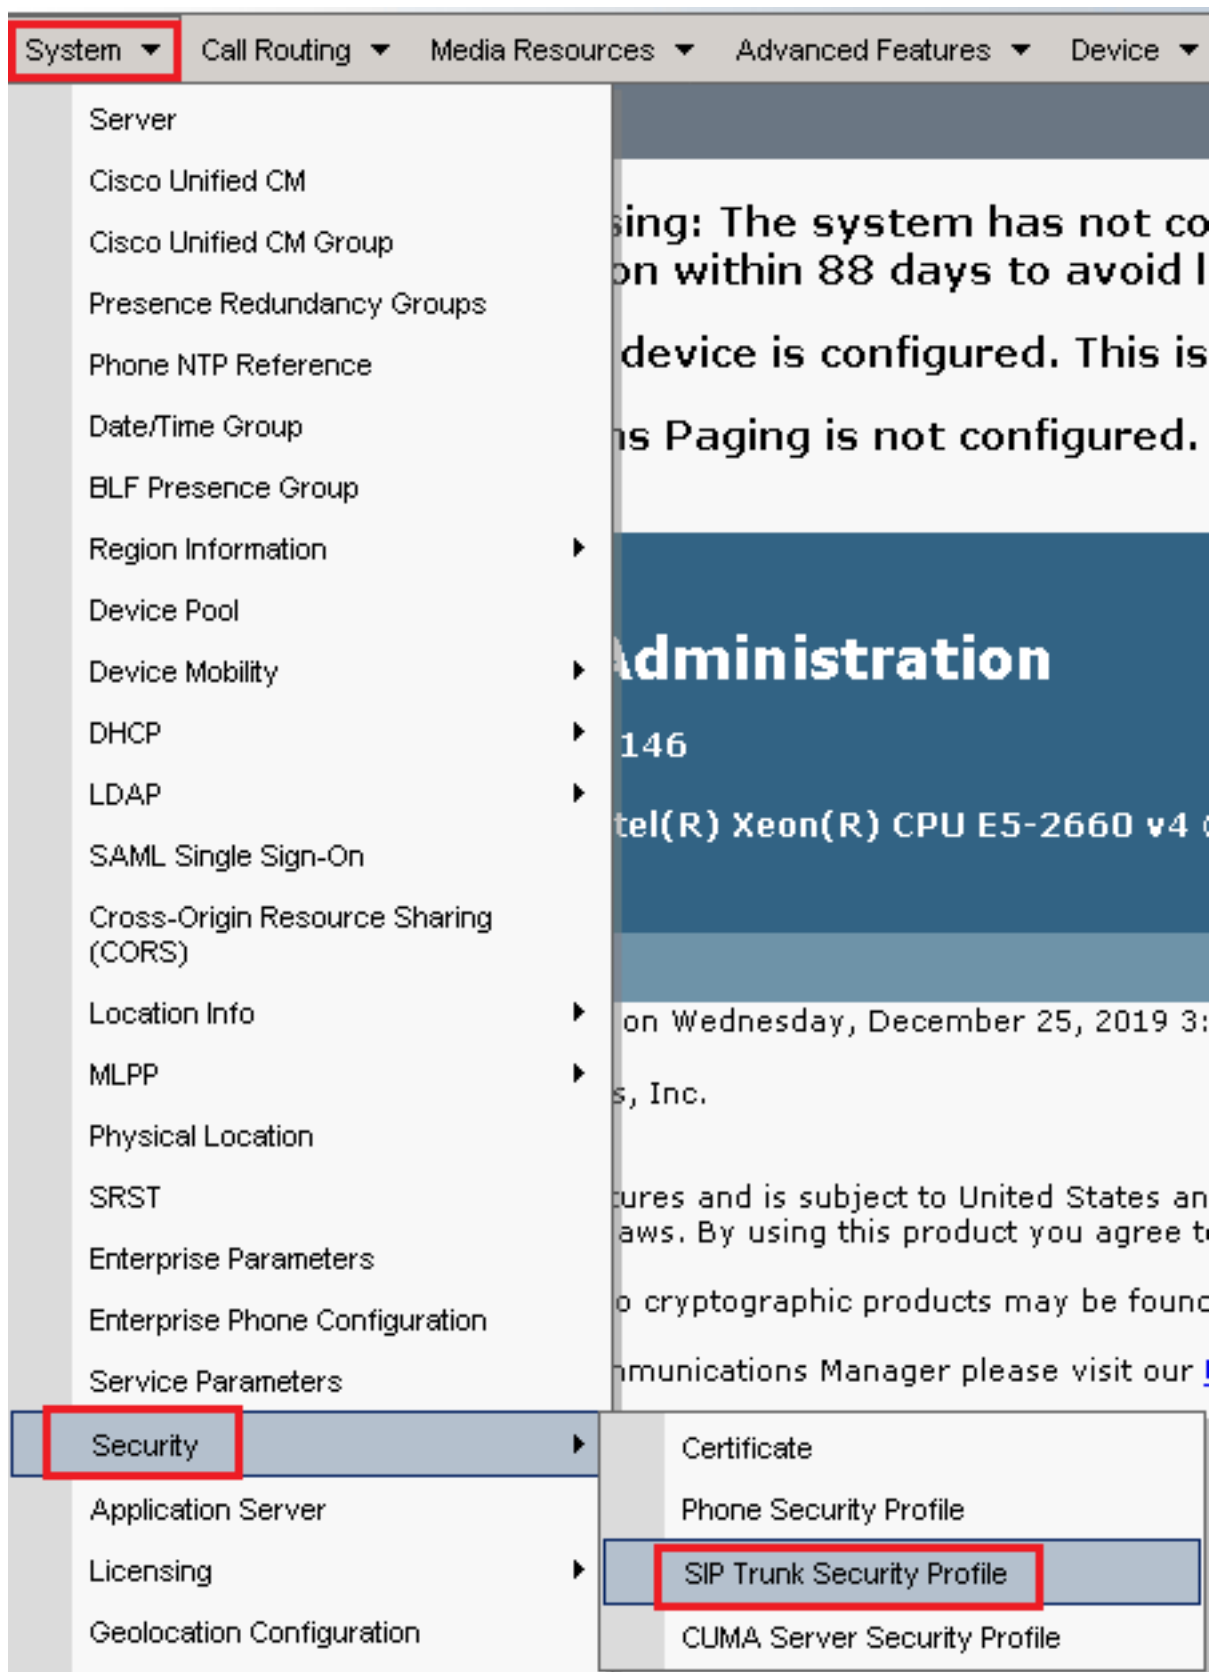 System
Call Routing
Media Resources
Advanced Features
Device
Server
Cisco Unified CM
Cisco Unified CM Group
Presence Redundancy Groups
Phone NTP Reference
Date/Time Group
BLF Presence Group
Region Information
Device Pool
Device Mobility
DHCP
LDAP
SAML Single Sign-On
Cross-Origin Resource Sharing
(CORS)
Location Info
MLPP
Physical Location
SRST
Enterprise Parameters
Enterprise Phone Configuration
Service Parameters
Security
Application Server
Licensing
Geolocation Configuration
Certificate
Phone Security Profile
SIP Trunk Security Profile
CUMA Server Security Profile
sing: The system has not co
on within 88 days to avoid l
device is configured. This is
ns Paging is not configured.
Administration
146
tel(R) Xeon(R) CPU E5-2660 v4
on Wednesday, December 25, 2019 3:
s, Inc.
tures and is subject to United States an
aws. By using this product you agree to
o cryptographic products may be found
mmunications Manager please visit our